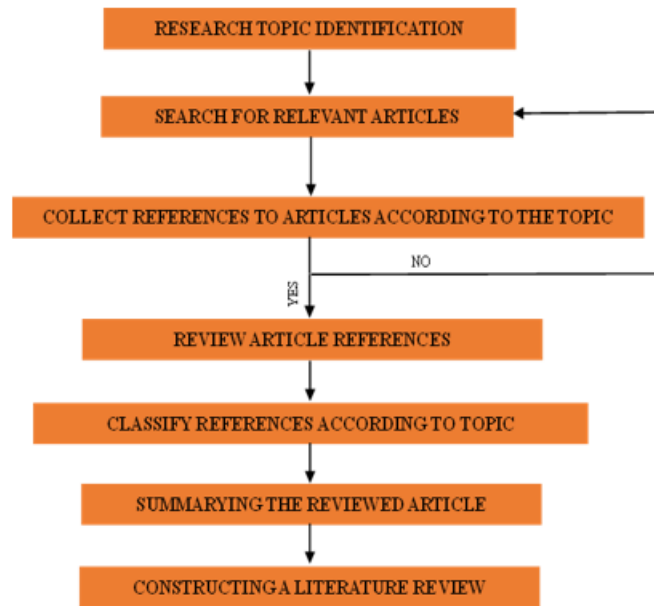 RESEARCH TOPIC IDENTIFICATION
SEARCH FOR RELEVANT ARTICLES
COLLECT REFERENCES TO ARTICLES ACCORDING TO THE TOPIC
NO
YES
REVIEW ARTICLE REFERENCES
CLASSIFY REFERENCES ACCORDING TO TOPIC
SUMMARYING THE REVIEWED ARTICLE
CONSTRUCTING A LITERATURE REVIEW